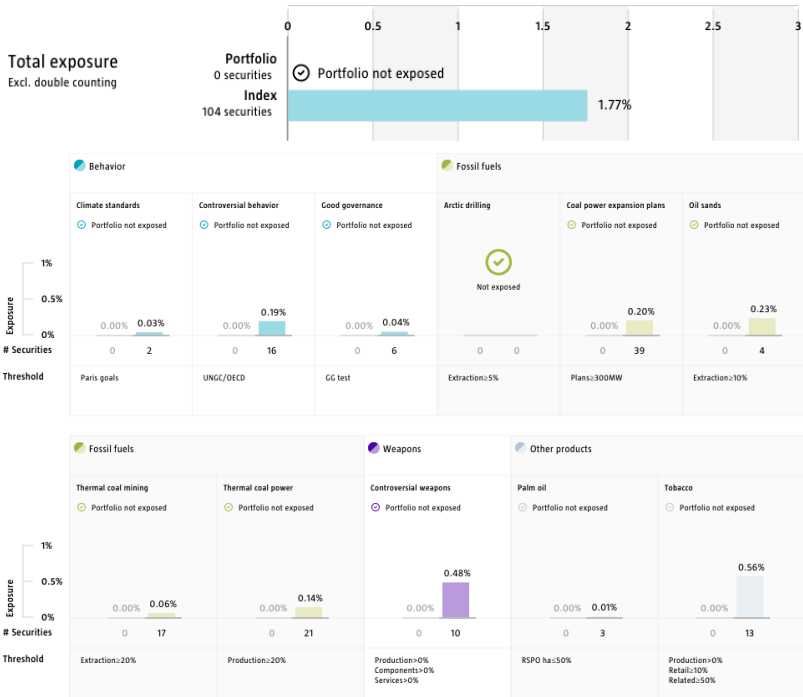 0 0.5 1 1.5 2 2.5 3
Total exposure
Excl. double counting
Portfolio
0 securities
Portfolio not exposed
Index
104 securities
1.77%
Behavior
Fossil fuels
Climate standards
Controversial behavior
Good governance
Arctic drilling
Coal power expansion plans
Oil sands
Portfolio not exposed
Portfolio not exposed
Portfolio not exposed
Portfolio not exposed
Portfolio not exposed
Not exposed
Exposure
1%
0.5%
0%
0.00% 0.03%
0.00% 0.19%
0.00% 0.04%
0.00% 0.20%
0.00% 0.23%
# Securities
0 2
0 16
0 6
0 0
0 39
0 4
Threshold
Paris goals
UNGC/OECD
GG test
Extraction≥5%
Plans≥300MW
Extraction≥10%
Fossil fuels
Weapons
Other products
Thermal coal mining
Thermal coal power
Controversial weapons
Palm oil
Tobacco
Portfolio not exposed
Portfolio not exposed
Portfolio not exposed
Portfolio not exposed
Portfolio not exposed
Exposure
1%
0.5%
0%
0.00% 0.06%
0.00% 0.14%
0.00% 0.48%
0.00% 0.01%
0.00% 0.56%
# Securities
0 17
0 21
0 10
0 3
0 13
Threshold
Extraction≥20%
Production≥20%
Production>0%
Components>0%
Services>0%
RSPO ha≤50%
Production>0%
Retail≥10%
Related≥50%